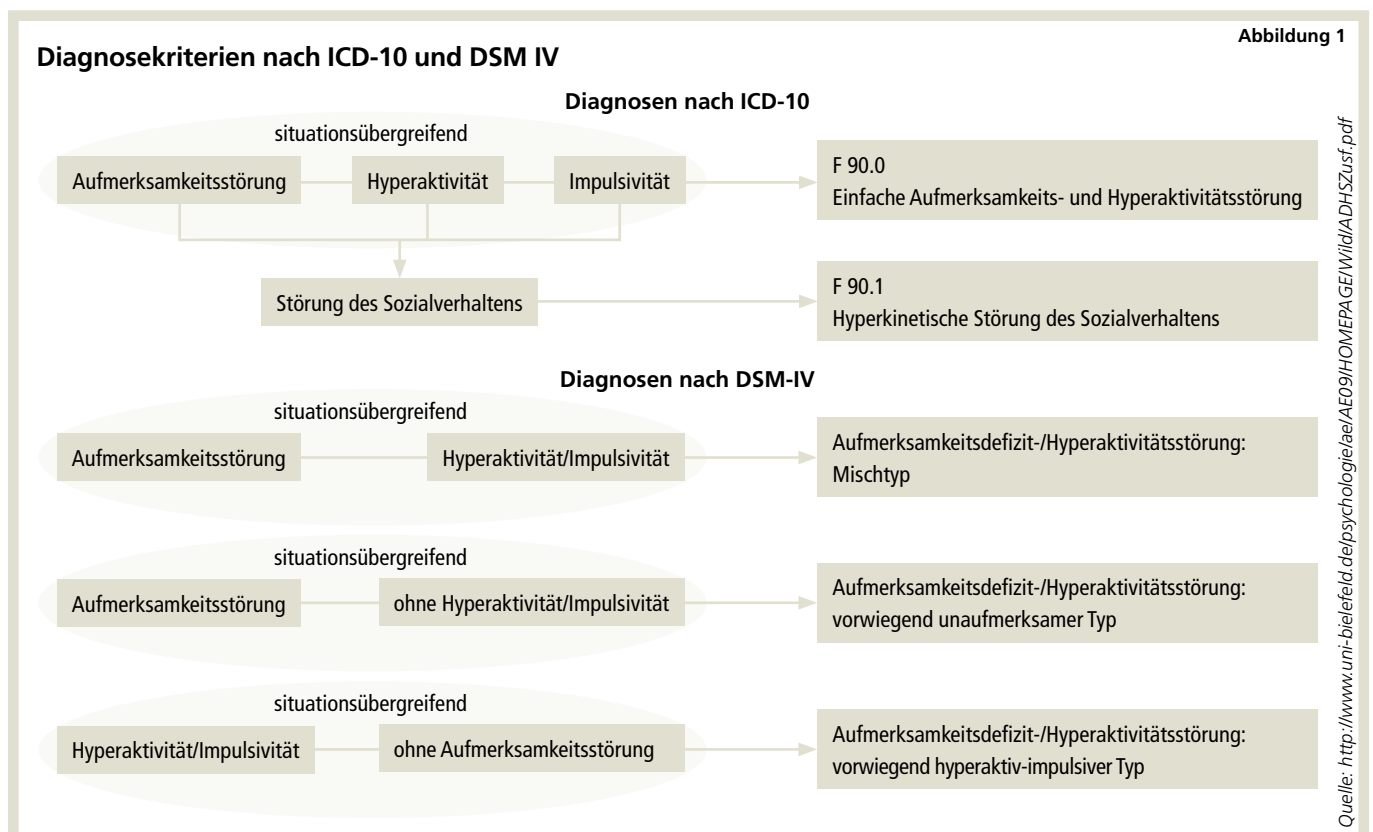 Abbildung 1
Diagnosekriterien nach ICD-10 und DSM IV
Diagnosen nach ICD-10
situationsübergreifend
Aufmerksamkeitsstörung
Hyperaktivität
Impulsivität
F 90.0
Einfache Aufmerksamkeits- und Hyperaktivitätsstörung
Störung des Sozialverhaltens
F 90.1
Hyperkinetische Störung des Sozialverhaltens
Diagnosen nach DSM-IV
situationsübergreifend
Aufmerksamkeitsstörung
Hyperaktivität/Impulsivität
Aufmerksamkeitsdefizit-/Hyperaktivitätsstörung:
Mischtyp
situationsübergreifend
Aufmerksamkeitsstörung
ohne Hyperaktivität/Impulsivität
Aufmerksamkeitsdefizit-/Hyperaktivitätsstörung:
vorwiegend unaufmerksamer Typ
situationsübergreifend
Hyperaktivität/Impulsivität
ohne Aufmerksamkeitsstörung
Aufmerksamkeitsdefizit-/Hyperaktivitätsstörung:
vorwiegend hyperaktiv-impulsiver Typ
Quelle: http://www.uni-bielefeld.de/psychologie/ae/AE09/HOMEPAGE/Wild/ADHSZusf.pdf